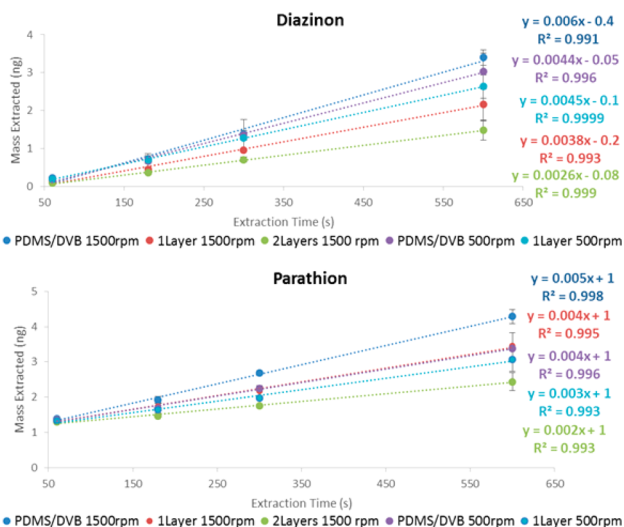 Diazinon
y = 0.006x - 0.4
R² = 0.991
y = 0.0044x - 0.05
R² = 0.996
y = 0.0045x - 0.1
R² = 0.9999
y = 0.0038x - 0.2
R² = 0.993
y = 0.0026x - 0.08
R² = 0.999
Mass Extracted (ng)
4
3
2
1
0
50 150 250 350 450 550 650
Extraction Time (s)
PDMS/DVB 1500rpm 1Layer 1500rpm 2Layers 1500 rpm PDMS/DVB 500rpm 1Layer 500rpm
Parathion
y = 0.005x + 1
R² = 0.998
y = 0.004x + 1
R² = 0.995
y = 0.004x + 1
R² = 0.996
y = 0.003x + 1
R² = 0.993
y = 0.002x + 1
R² = 0.993
Mass Extracted (ng)
5
4
3
2
1
0
50 150 250 350 450 550 650
Extraction Time (s)
PDMS/DVB 1500rpm 1Layer 1500rpm 2Layers 1500 rpm PDMS/DVB 500rpm 1Layer 500rpm